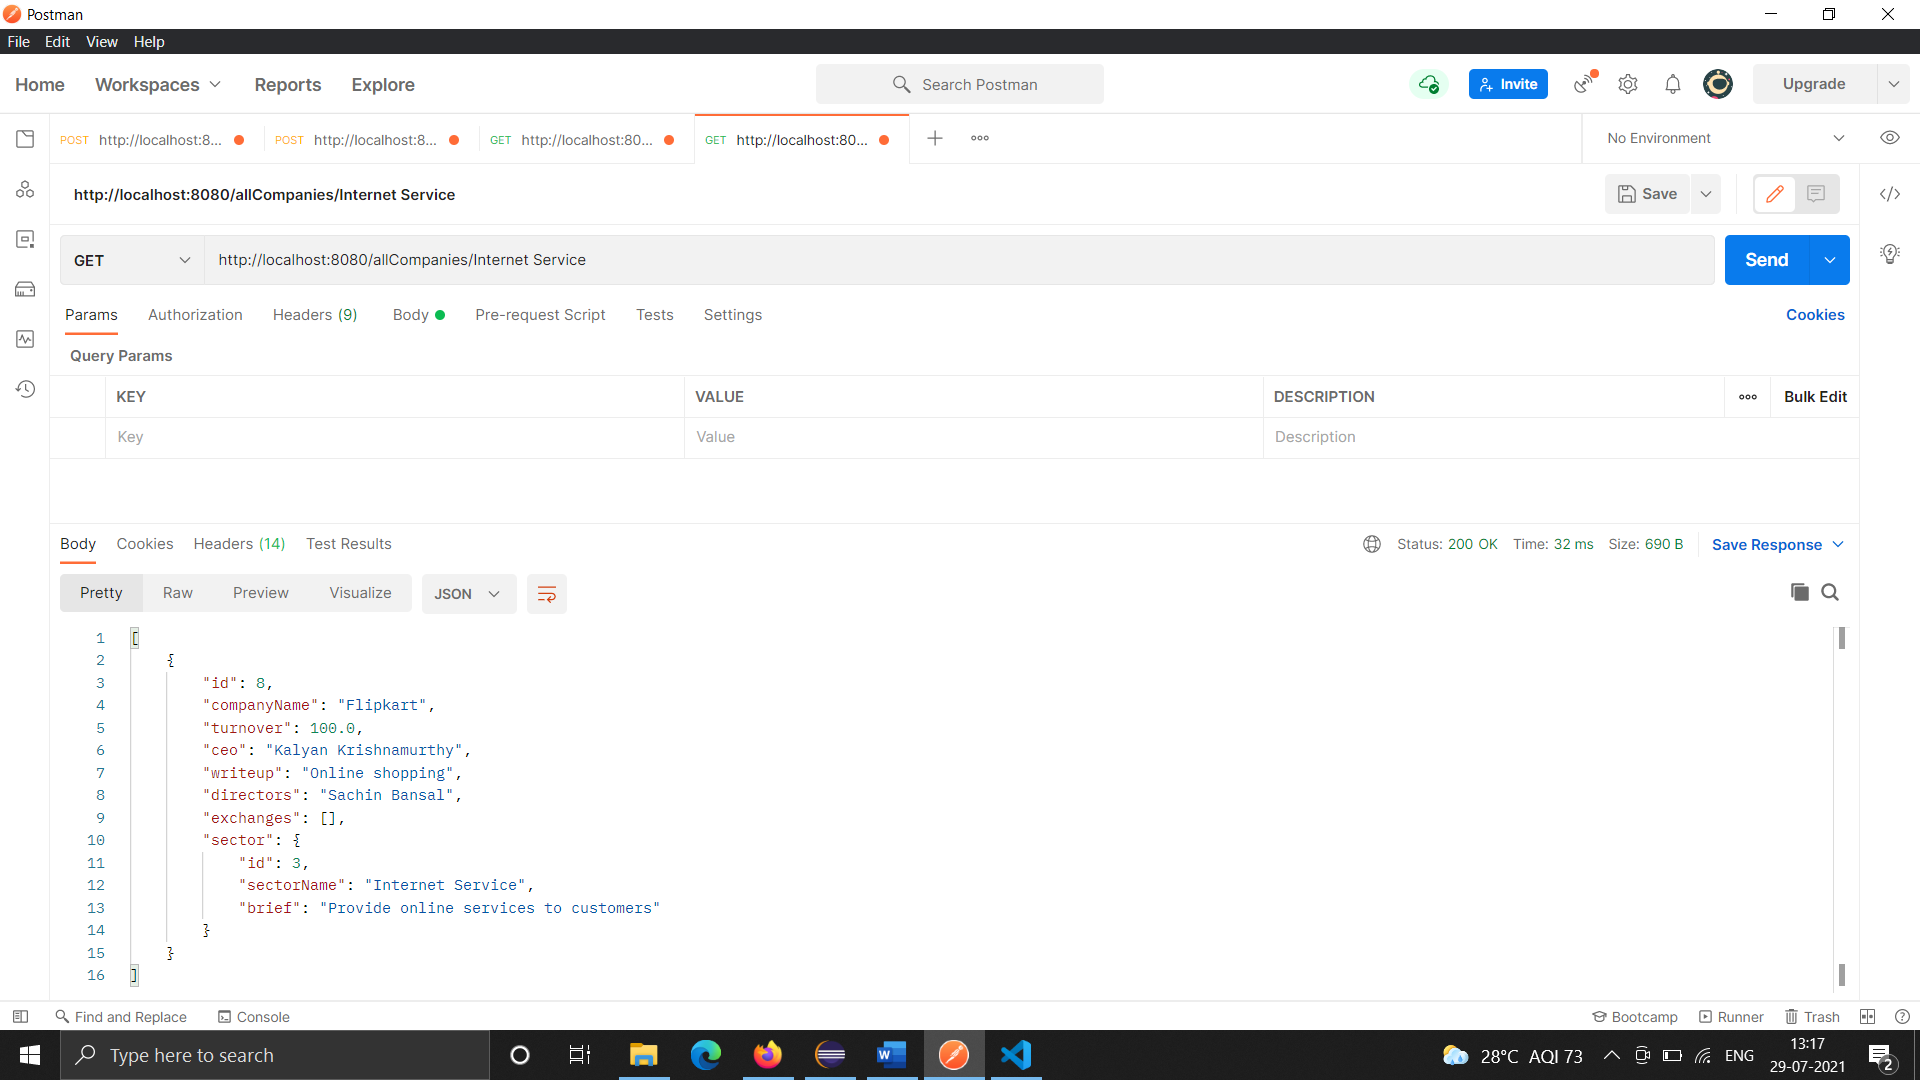 Postman
File Edit View Help
Home Workspaces Reports Explore Search Postman Invite Upgrade
POST http://localhost:8... POST http://localhost:8... GET http://localhost:80... GET http://localhost:80... No Environment
http://localhost:8080/allCompanies/Internet Service Save
GET http://localhost:8080/allCompanies/Internet Service Send
Params Authorization Headers (9) Body Pre-request Script Tests Settings Cookies
Query Params
KEY VALUE DESCRIPTION Bulk Edit
Key Value Description
Body Cookies Headers (14) Test Results Status: 200 OK Time: 32 ms Size: 690 B Save Response
Pretty Raw Preview Visualize JSON
1 [
2 {
3 "id": 8,
4 "companyName": "Flipkart",
5 "turnover": 100.0,
6 "ceo": "Kalyan Krishnamurthy",
7 "writeup": "Online shopping",
8 "directors": "Sachin Bansal",
9 "exchanges": [],
10 "sector": {
11 "id": 3,
12 "sectorName": "Internet Service",
13 "brief": "Provide online services to customers"
14 }
15 }
16 ]
Find and Replace Console Bootcamp Runner Trash
Type here to search 28°C AQI 73 ENG 13:17
29-07-2021 2